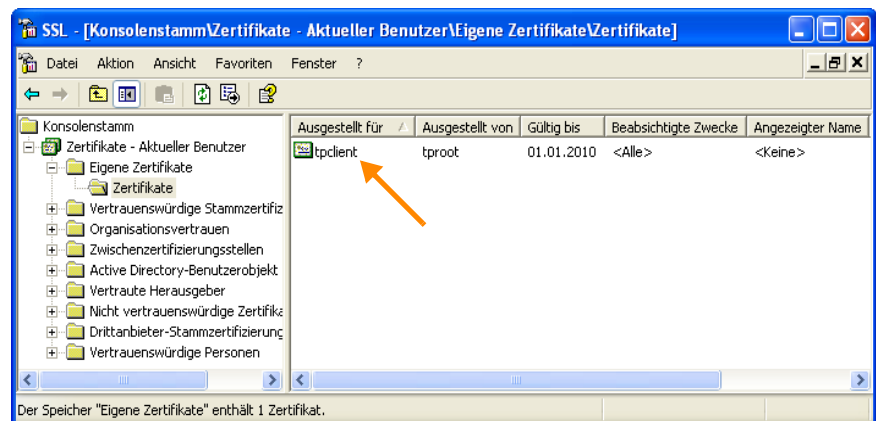 SSL - [Konsolenstamm\Zertifikate - Aktueller Benutzer\Eigene Zertifikate\Zertifikate]
Datei Aktion Ansicht Favoriten Fenster ?
Konsolenstamm
Zertifikate - Aktueller Benutzer
Eigene Zertifikate
Zertifikate
Vertrauenswürdige Stammzertifiz
Organisationsvertrauen
Zwischenzertifizierungsstellen
Active Directory-Benutzerobjekt
Vertraute Herausgeber
Nicht vertrauenswürdige Zertifika
Drittanbieter-Stammzertifizierung
Vertrauenswürdige Personen
Ausgestellt für Ausgestellt von Gültig bis Beabsichtigte Zwecke Angezeigter Name
tpclient tproot 01.01.2010 <Alle> <Keine>
Der Speicher "Eigene Zertifikate" enthält 1 Zertifikat.